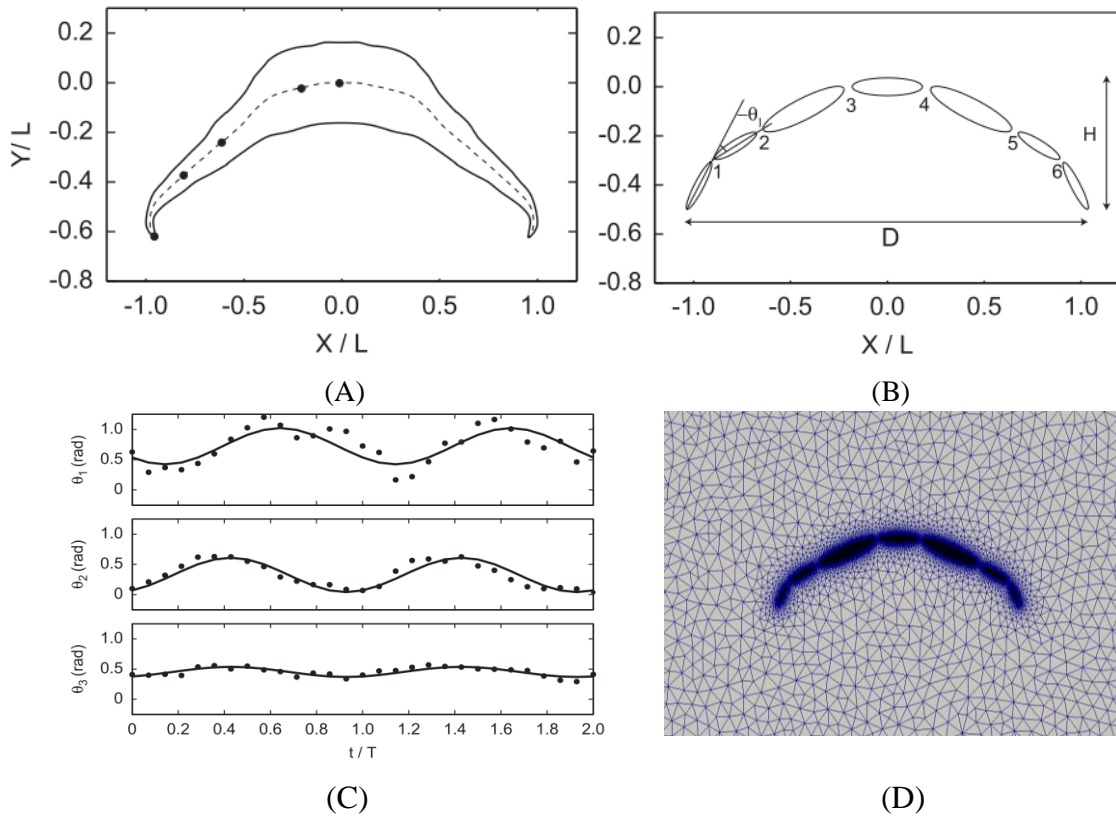 0.2
0.0
-0.2
-0.4
-0.6
-0.8
Y/ L
-1.0 -0.5 0.0 0.5 1.0
X / L
(A)
0.2
0.0
-0.2
-0.4
-0.6
-0.8
-θ1
1 2 3 4 5 6
H
D
-1.0 -0.5 0.0 0.5 1.0
X / L
(B)
θ1 (rad)
1.0
0.5
0
θ2 (rad)
1.0
0.5
0
θ3 (rad)
1.0
0.5
0
0 0.2 0.4 0.6 0.8 1.0 1.2 1.4 1.6 1.8 2.0
t / T
(C)
(D)